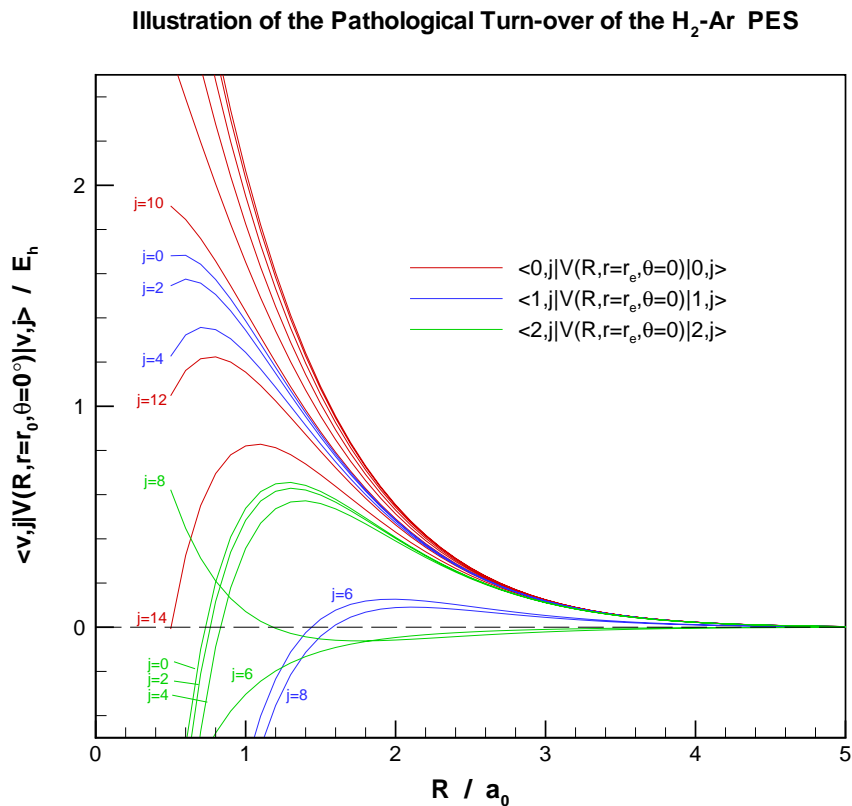 Illustration of the Pathological Turn-over of the H₂-Ar PES
<v,j|V(R,r=r₀,θ=0°)|v,j> / Eₕ
2
1
0
j=10
j=0
j=2
j=4
j=12
j=8
j=14
j=0
j=2
j=4
j=6
j=6
j=8
<0,j|V(R,r=rₑ,θ=0)|0,j>
<1,j|V(R,r=rₑ,θ=0)|1,j>
<2,j|V(R,r=rₑ,θ=0)|2,j>
0 1 2 3 4 5
R / a₀